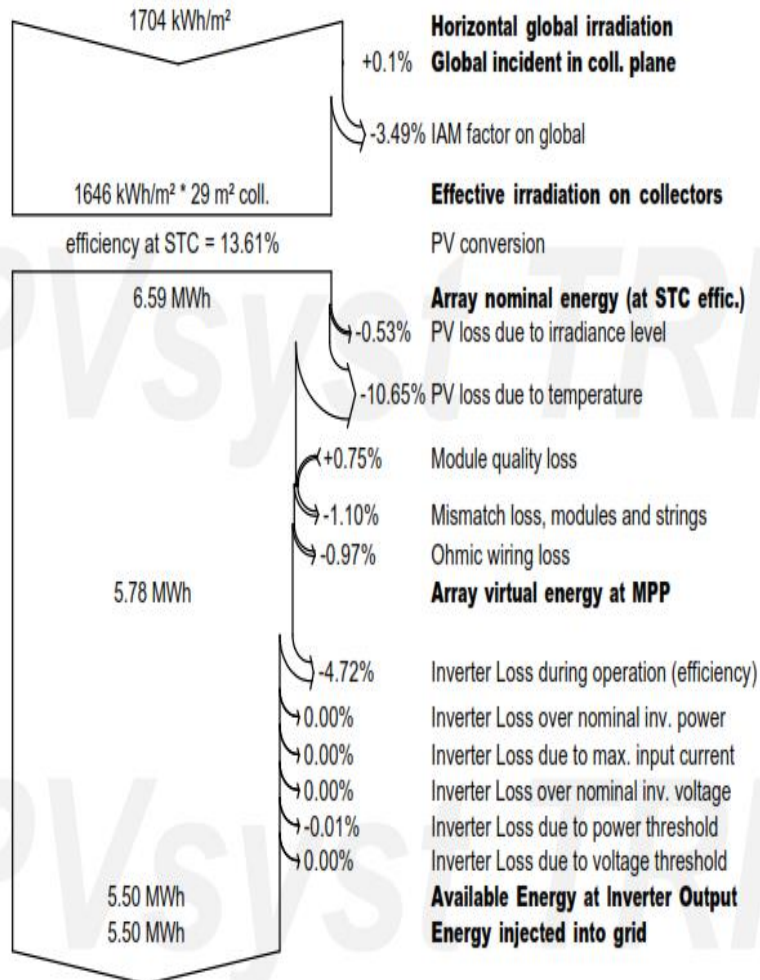 1704 kWh/m² Horizontal global irradiation
+0.1% Global incident in coll. plane
-3.49% IAM factor on global
1646 kWh/m² * 29 m² coll. Effective irradiation on collectors
efficiency at STC = 13.61% PV conversion
6.59 MWh Array nominal energy (at STC effic.)
-0.53% PV loss due to irradiance level
-10.65% PV loss due to temperature
+0.75% Module quality loss
-1.10% Mismatch loss, modules and strings
-0.97% Ohmic wiring loss
5.78 MWh Array virtual energy at MPP
-4.72% Inverter Loss during operation (efficiency)
0.00% Inverter Loss over nominal inv. power
0.00% Inverter Loss due to max. input current
0.00% Inverter Loss over nominal inv. voltage
-0.01% Inverter Loss due to power threshold
0.00% Inverter Loss due to voltage threshold
5.50 MWh Available Energy at Inverter Output
5.50 MWh Energy injected into grid
PVsyst TRI
PVsyst TRI